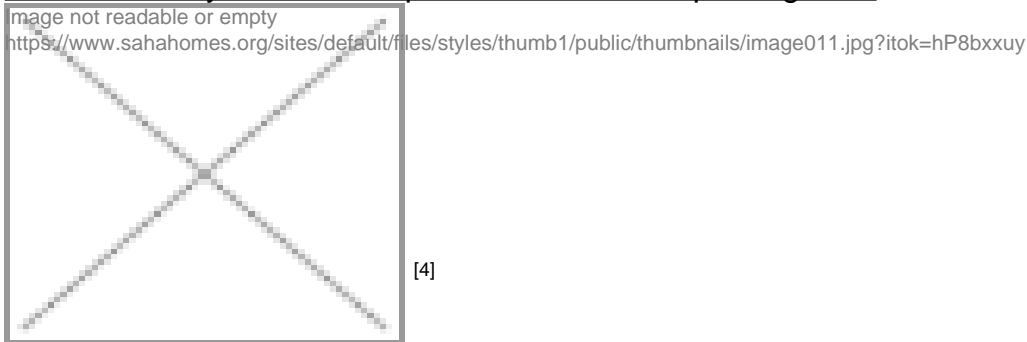 Image not readable or empty
https://www.sahahomes.org/sites/default/files/styles/thumb1/public/thumbnails/image011.jpg?itok=hP8bxxuy
[4]